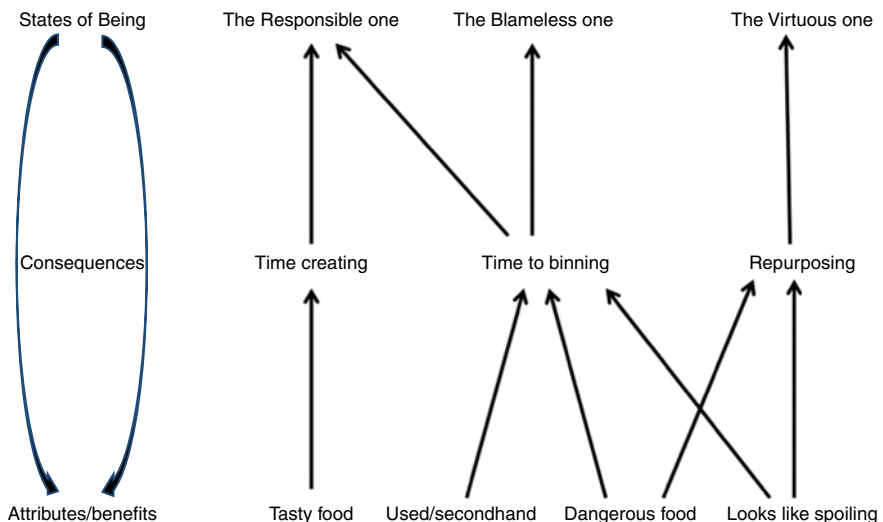 States of Being The Responsible one The Blameless one The Virtuous one
Consequences Time creating Time to binning Repurposing
Attributes/benefits Tasty food Used/secondhand Dangerous food Looks like spoiling